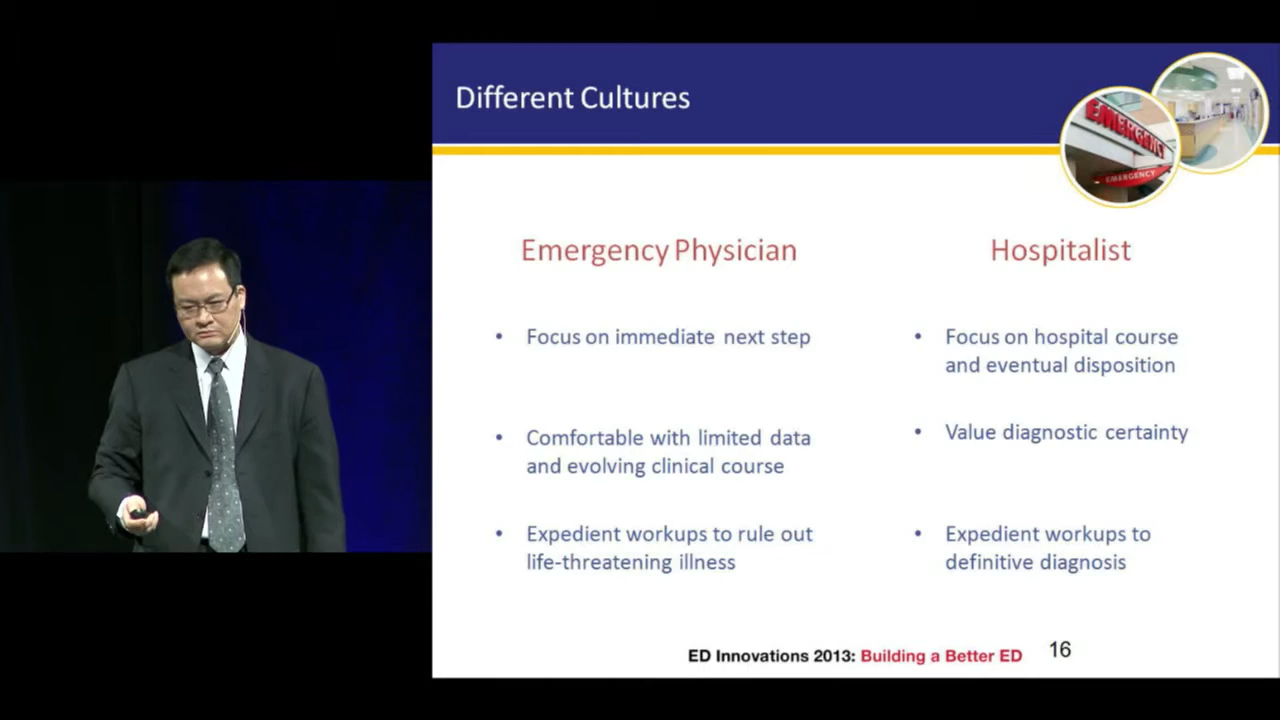 Different Cultures
EMERGENCY
EMERGENCY
Emergency Physician
Hospitalist
• Focus on immediate next step
• Focus on hospital course
and eventual disposition
• Comfortable with limited data
and evolving clinical course
• Value diagnostic certainty
• Expedient workups to rule out
life-threatening illness
• Expedient workups to
definitive diagnosis
ED Innovations 2013: Building a Better ED
16